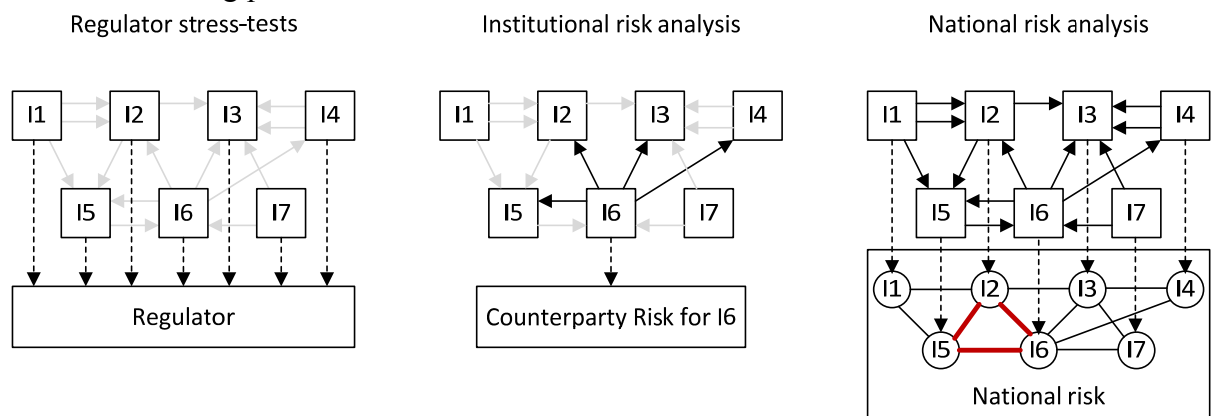 Regulator stress-tests
Institutional risk analysis
National risk analysis
I1 I2 I3 I4
I5 I6 I7
Regulator
I1 I2 I3 I4
I5 I6 I7
Counterparty Risk for I6
I1 I2 I3 I4
I5 I6 I7
I1 I2 I3 I4
I5 I6 I7
National risk